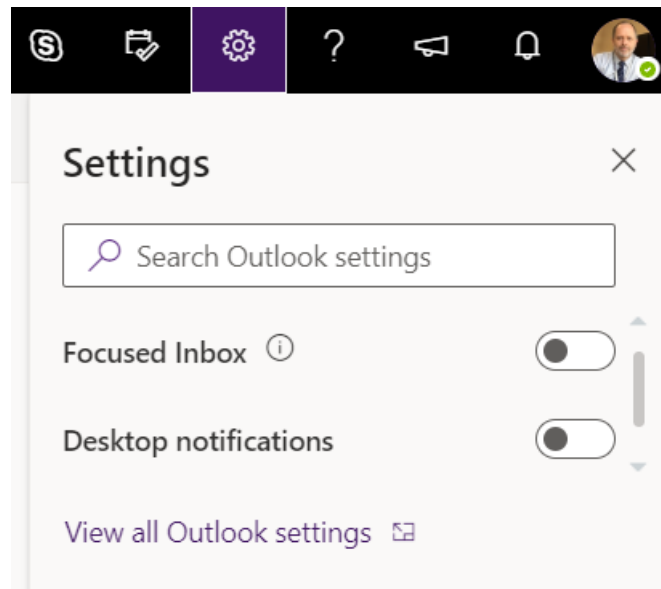 Settings
Search Outlook settings
Focused Inbox
Desktop notifications
View all Outlook settings